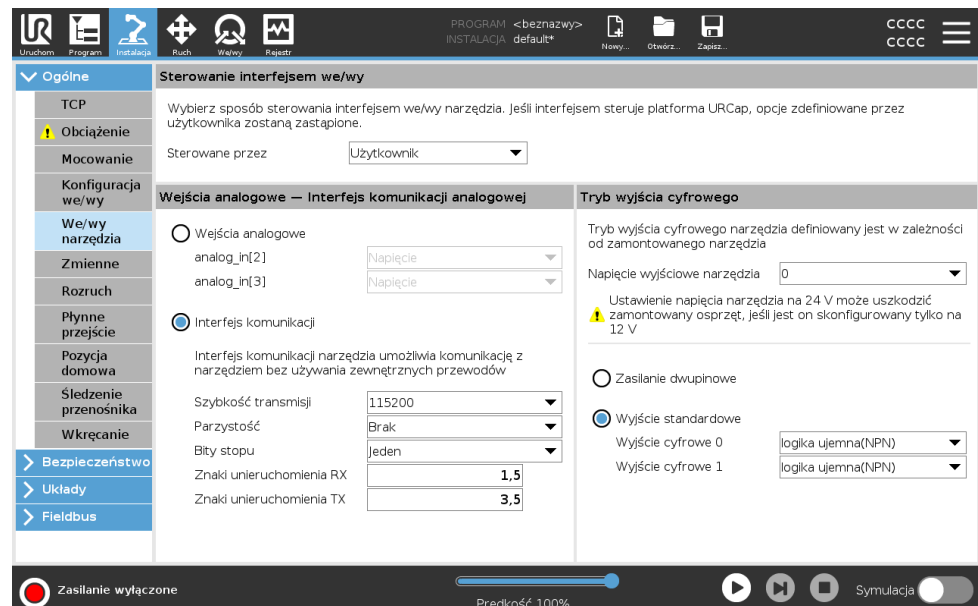 UR
PROGRAM <beznazwy>
INSTALACJA default*
CCCC
CCCC
Uruchom Program Instalacja Ruch We/wy Rejestr Nowy... Otwórz... Zapisz...
Ogólne
TCP
Obciążenie
Mocowanie
Konfiguracja
we/wy
We/wy
narzędzia
Zmienne
Rozruch
Płynne
przejście
Pozycja
domowa
Śledzenie
przenośnika
Wkręcanie
Bezpieczeństwo
Układy
Fieldbus
Sterowanie interfejsem we/wy
Wybierz sposób sterowania interfejsem we/wy narzędzia. Jeśli interfejsem steruje platforma URCap, opcje zdefiniowane przez
użytkownika zostaną zastąpione.
Sterowane przez Użytkownik
Wejścia analogowe — Interfejs komunikacji analogowej
Wejścia analogowe
analog_in[2] Napięcie
analog_in[3] Napięcie
Interfejs komunikacji
Interfejs komunikacji narzędzia umożliwia komunikację z
narzędziem bez używania zewnętrznych przewodów
Szybkość transmisji 115200
Parzystość Brak
Bity stopu Jeden
Znaki unieruchomienia RX 1,5
Znaki unieruchomienia TX 3,5
Tryb wyjścia cyfrowego
Tryb wyjścia cyfrowego narzędzia definiowany jest w zależności
od zamontowanego narzędzia
Napięcie wyjściowe narzędzia 0
Ustawienie napięcia narzędzia na 24 V może uszkodzić
zamontowany osprzęt, jeśli jest on skonfigurowany tylko na
12 V
Zasilanie dwupinowe
Wyjście standardowe
Wyjście cyfrowe 0 logika ujemna(NPN)
Wyjście cyfrowe 1 logika ujemna(NPN)
Zasilanie wyłączone
Prędkość 100%
Symulacja